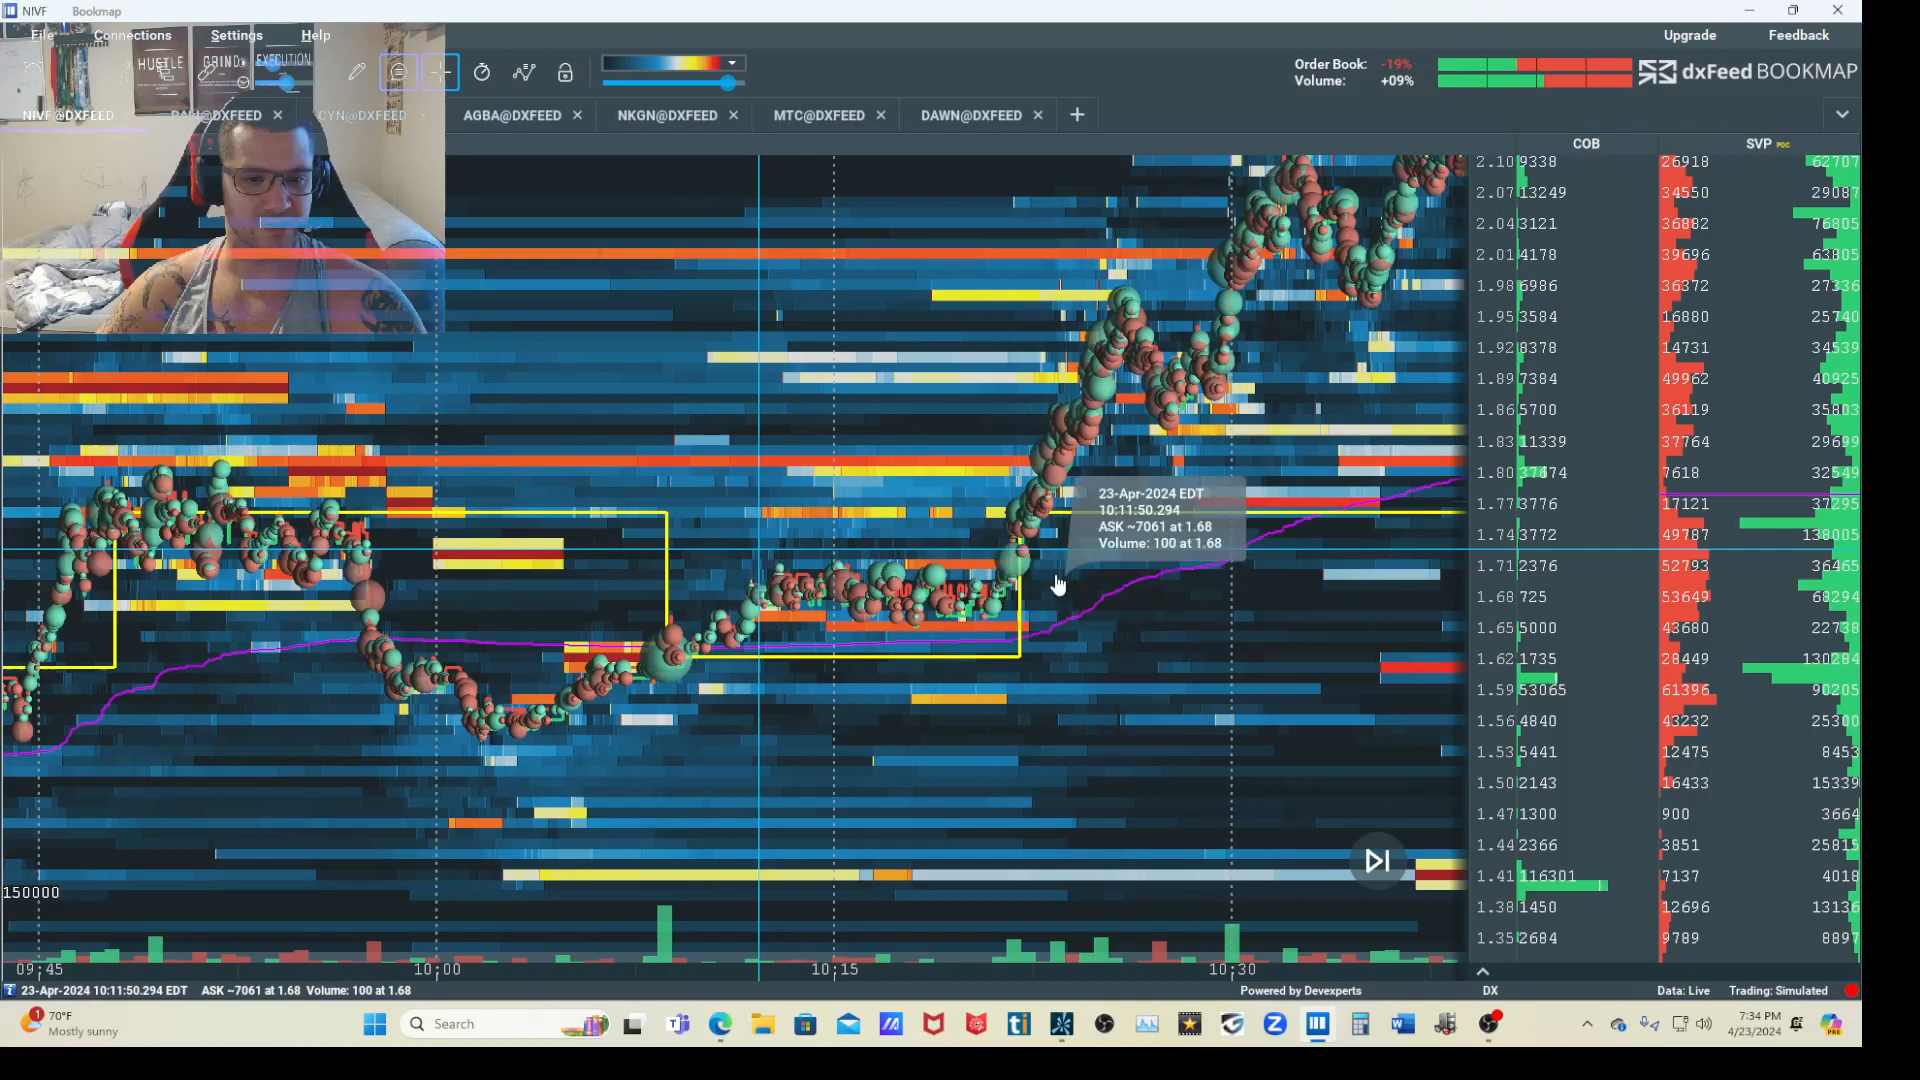 NIVF Bookmap
File Connections Settings Help Upgrade Feedback
HUSTLE GRIND EXECUTION
Order Book: -19%
Volume: +09%
dxFeed BOOKMAP
NIVF@DXFEED @DXFEED CYN@DXFEED AGBA@DXFEED NKGN@DXFEED MTC@DXFEED DAWN@DXFEED
COB SVP
2.10 9338 26918 62707
2.07 13249 34550 29087
2.04 3121 36882 76805
2.01 4178 39696 63805
1.98 6986 36372 27336
1.95 3584 16880 25740
1.92 8378 14731 34539
1.89 7384 49962 40925
1.86 5700 36119 35803
1.83 11339 37764 29699
1.80 37674 7618 32549
1.77 3776 17121 37295
1.74 3772 49787 138005
1.71 2376 52793 36465
1.68 725 53649 68294
1.65 5000 43680 22738
1.62 1735 28449 130284
1.59 53065 61396 90205
1.56 4840 43232 25300
1.53 5441 12475 8453
1.50 2143 16433 15339
1.47 1300 900 3664
1.44 2366 3851 25815
1.41 116301 7137 4018
1.38 1450 12696 13136
1.35 2684 9789 8897
23-Apr-2024 EDT
10:11:50.294
ASK ~7061 at 1.68
Volume: 100 at 1.68
150000
09:45 10:00 10:15 10:30
23-Apr-2024 10:11:50.294 EDT ASK ~7061 at 1.68 Volume: 100 at 1.68
Powered by Devexperts DX Data: Live Trading: Simulated
1
70°F
Mostly sunny
Search
7:34 PM
4/23/2024